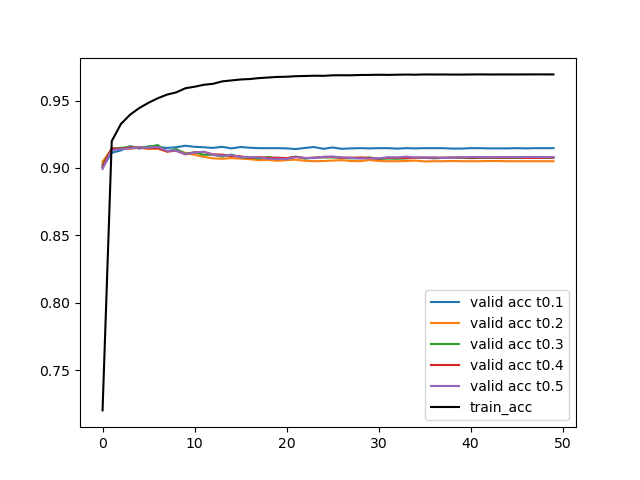 0.95
0.90
0.85
0.80
0.75
0
10
20
30
40
50
valid acc t0.1
valid acc t0.2
valid acc t0.3
valid acc t0.4
valid acc t0.5
train_acc